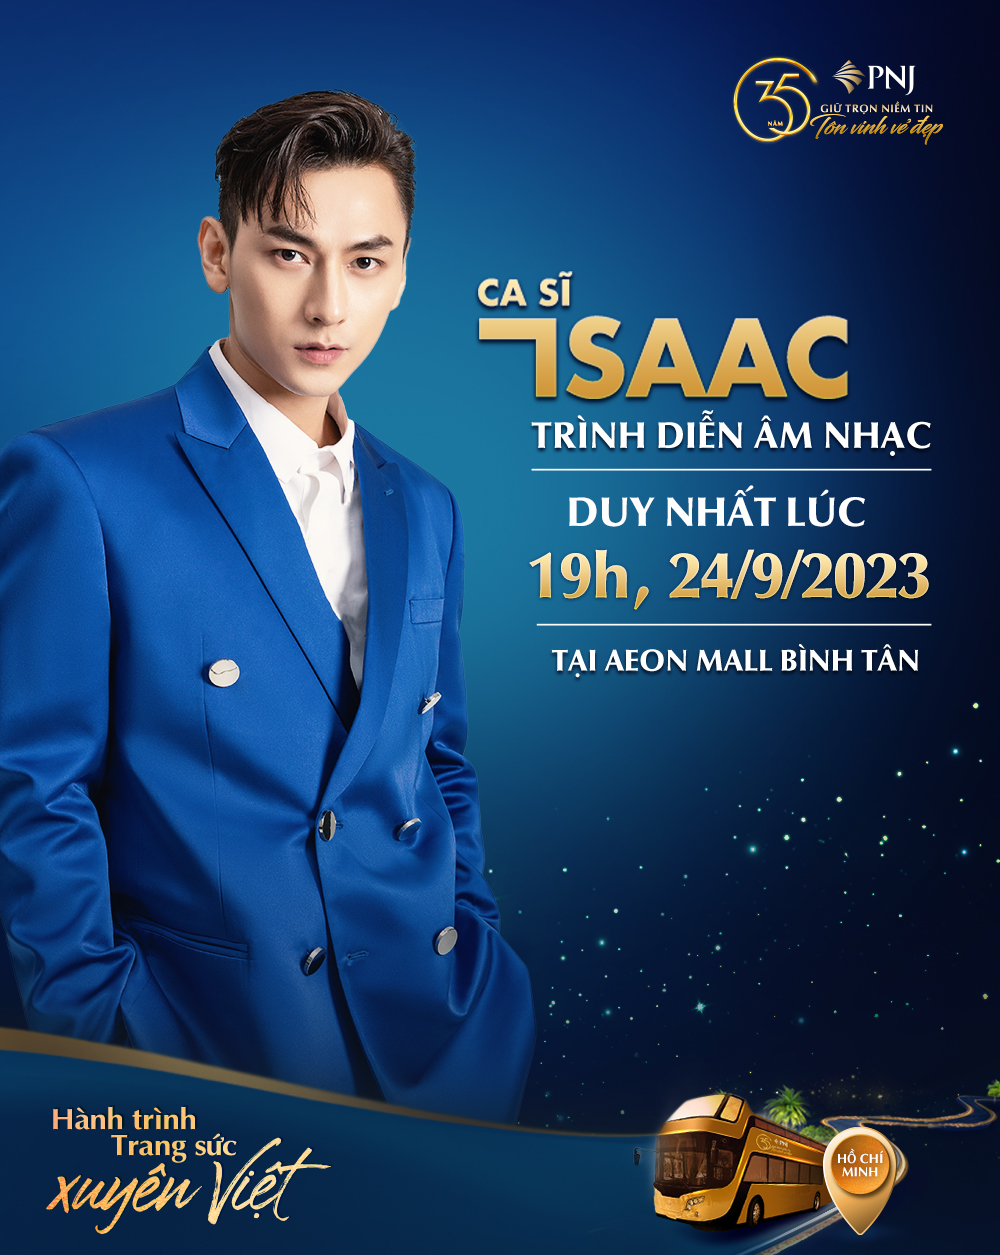 35
NĂM
PNJ
GIỮ TRỌN NIỀM TIN
Tôn vinh vẻ đẹp
CA SĨ
ISAAC
TRÌNH DIỄN ÂM NHẠC
DUY NHẤT LÚC
19h, 24/9/2023
TẠI AEON MALL BÌNH TÂN
Hành trình
Trang sức
xuyên Việt
35 PNJ
HỒ CHÍ
MINH